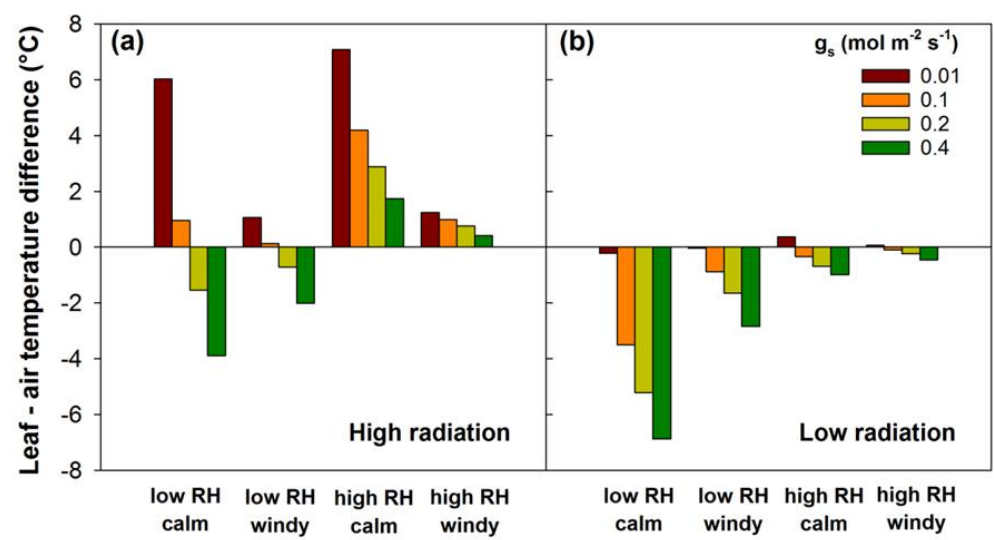 Leaf - air temperature difference (°C)
8
6
4
2
0
-2
-4
-6
-8
(a)
High radiation
low RH
calm
low RH
windy
high RH
calm
high RH
windy
(b)
gs (mol m-2 s-1)
0.01
0.1
0.2
0.4
Low radiation
low RH
calm
low RH
windy
high RH
calm
high RH
windy